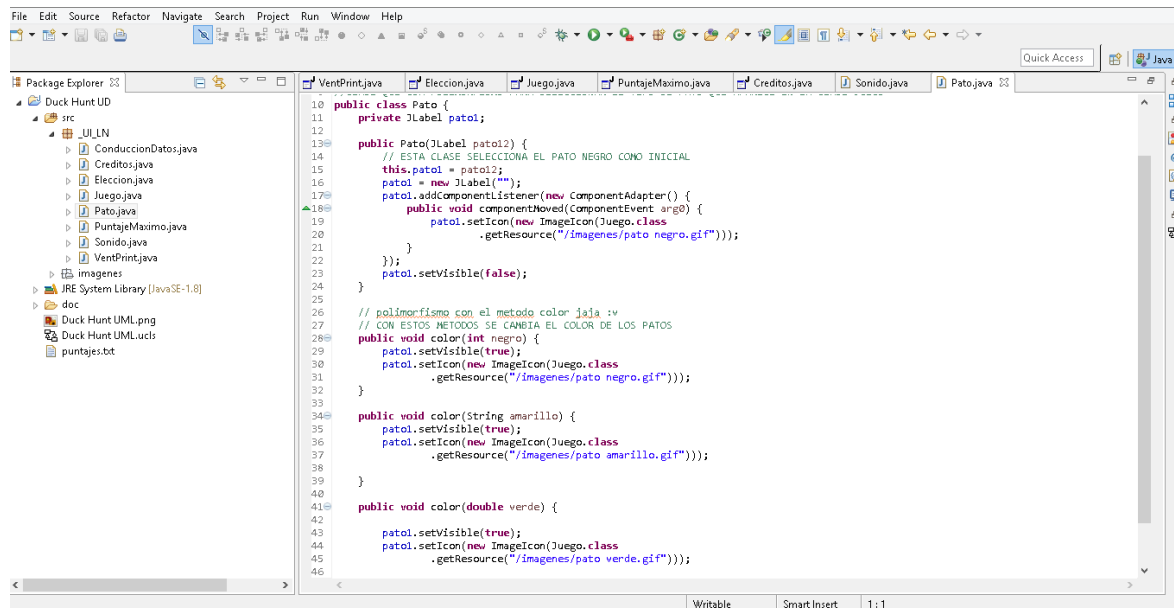 File Edit Source Refactor Navigate Search Project Run Window Help
Quick Access
Java
Package Explorer
Duck Hunt UD
src
_UI_LN
ConduccionDatos.java
Creditos.java
Eleccion.java
Juego.java
Pato.java
PuntajeMaximo.java
Sonido.java
VentPrint.java
imagenes
JRE System Library [JavaSE-1.8]
doc
Duck Hunt UML.png
Duck Hunt UML.ucls
puntajes.txt
VentPrint.java Eleccion.java Juego.java PuntajeMaximo.java Creditos.java Sonido.java Pato.java
10 public class Pato {
11 private JLabel pato1;
12
13 public Pato(JLabel pato12) {
14 // ESTA CLASE SELECCIONA EL PATO NEGRO COMO INICIAL
15 this.pato1 = pato12;
16 pato1 = new JLabel("");
17 pato1.addComponentListener(new ComponentAdapter() {
18 public void componentMoved(ComponentEvent arg0) {
19 pato1.setIcon(new ImageIcon(Juego.class
20 .getResource("/imagenes/pato negro.gif")));
21 }
22 });
23 pato1.setVisible(false);
24 }
25
26 // polimorfismo con el metodo color jaja :v
27 // CON ESTOS METODOS SE CAMBIA EL COLOR DE LOS PATOS
28 public void color(int negro) {
29 pato1.setVisible(true);
30 pato1.setIcon(new ImageIcon(Juego.class
31 .getResource("/imagenes/pato negro.gif")));
32 }
33
34 public void color(String amarillo) {
35 pato1.setVisible(true);
36 pato1.setIcon(new ImageIcon(Juego.class
37 .getResource("/imagenes/pato amarillo.gif")));
38
39 }
40
41 public void color(double verde) {
42
43 pato1.setVisible(true);
44 pato1.setIcon(new ImageIcon(Juego.class
45 .getResource("/imagenes/pato verde.gif")));
46
Writable Smart Insert 1 : 1